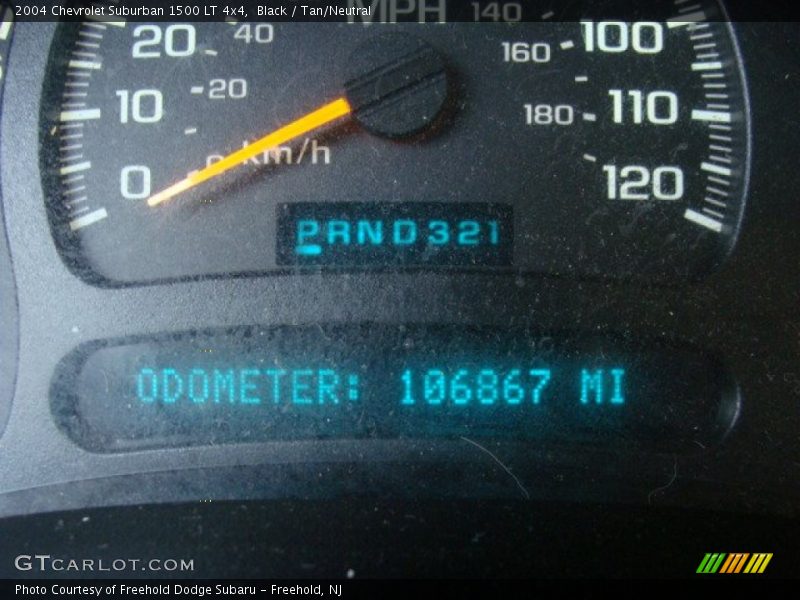 2004 Chevrolet Suburban 1500 LT 4x4, Black / Tan/Neutral
MPH 140
20 40 160 100
10 20 180 110
0 0 km/h 120
PRND321
ODOMETER: 106867 MI
GTCARLOT.COM
Photo Courtesy of Freehold Dodge Subaru - Freehold, NJ